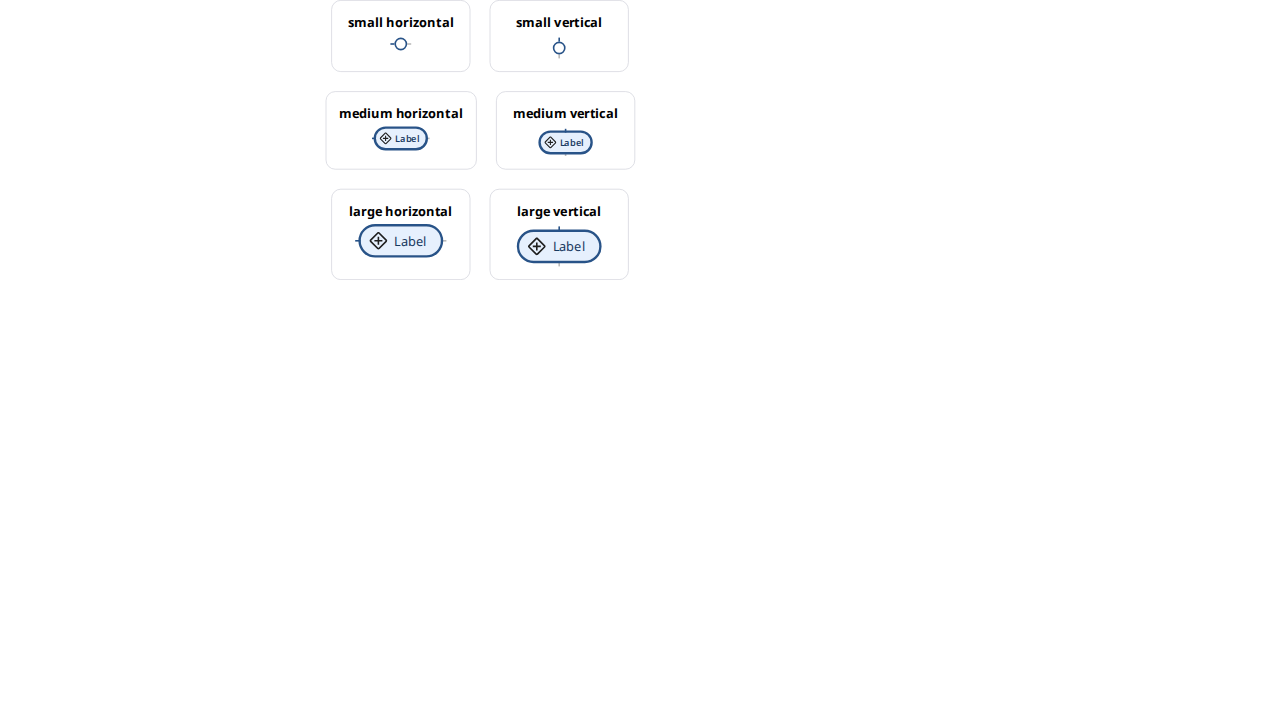 small horizontal
small vertical
medium horizontal
Label
medium vertical
Label
large horizontal
Label
large vertical
Label